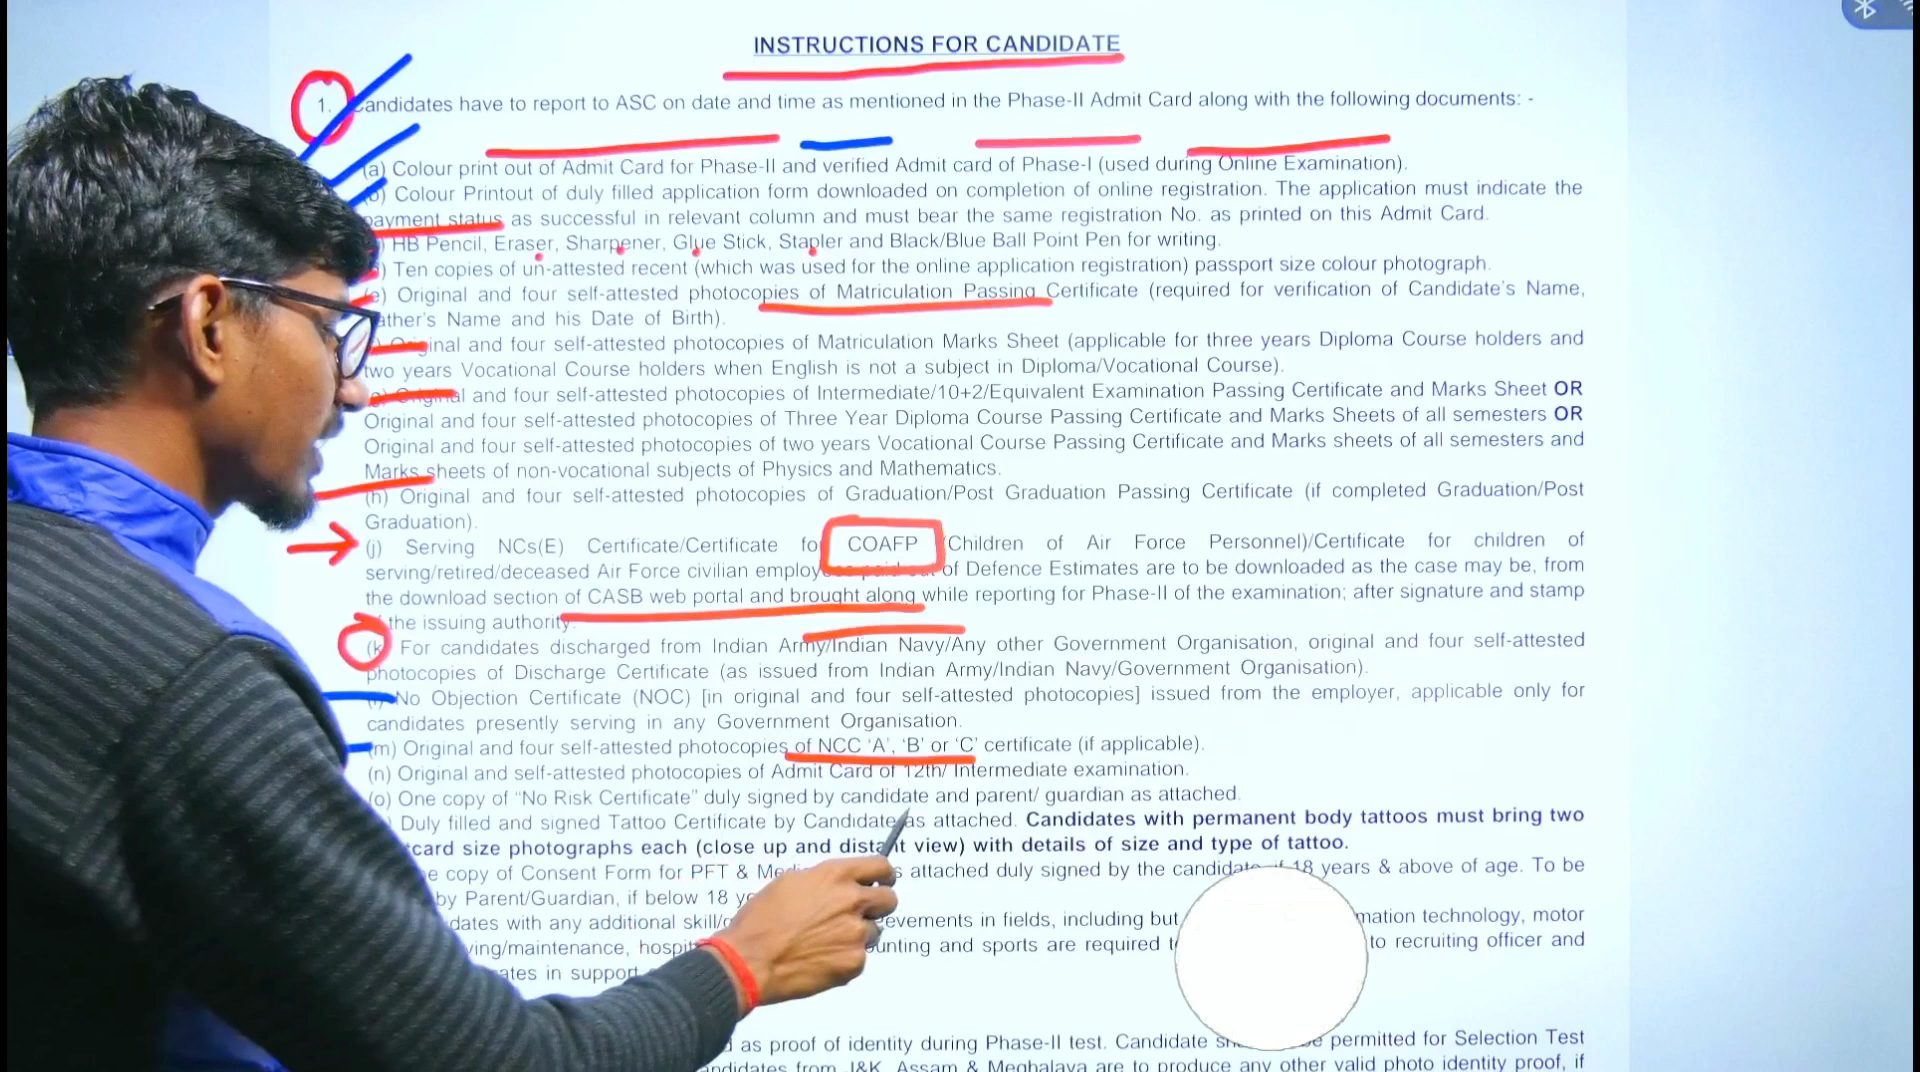 INSTRUCTIONS FOR CANDIDATE
1. Candidates have to report to ASC on date and time as mentioned in the Phase-II Admit Card along with the following documents: -
(a) Colour print out of Admit Card for Phase-II and verified Admit card of Phase-I (used during Online Examination).
Colour Printout of duly filled application form downloaded on completion of online registration. The application must indicate the
payment status as successful in relevant column and must bear the same registration No. as printed on this Admit Card.
HB Pencil, Eraser, Sharpener, Glue Stick, Stapler and Black/Blue Ball Point Pen for writing.
Ten copies of un-attested recent (which was used for the online application registration) passport size colour photograph.
(e) Original and four self-attested photocopies of Matriculation Passing Certificate (required for verification of Candidate's Name,
ather's Name and his Date of Birth).
Original and four self-attested photocopies of Matriculation Marks Sheet (applicable for three years Diploma Course holders and
two years Vocational Course holders when English is not a subject in Diploma/Vocational Course).
Original and four self-attested photocopies of Intermediate/10+2/Equivalent Examination Passing Certificate and Marks Sheet OR
Original and four self-attested photocopies of Three Year Diploma Course Passing Certificate and Marks Sheets of all semesters OR
Original and four self-attested photocopies of two years Vocational Course Passing Certificate and Marks sheets of all semesters and
Marks sheets of non-vocational subjects of Physics and Mathematics.
(h) Original and four self-attested photocopies of Graduation/Post Graduation Passing Certificate (if completed Graduation/Post
Graduation).
(j) Serving NCs(E) Certificate/Certificate for COAFP (Children of Air Force Personnel)/Certificate for children of
serving/retired/deceased Air Force civilian employees paid out of Defence Estimates are to be downloaded as the case may be, from
the download section of CASB web portal and brought along while reporting for Phase-II of the examination; after signature and stamp
the issuing authority.
(k) For candidates discharged from Indian Army/Indian Navy/Any other Government Organisation, original and four self-attested
photocopies of Discharge Certificate (as issued from Indian Army/Indian Navy/Government Organisation).
No Objection Certificate (NOC) [in original and four self-attested photocopies] issued from the employer, applicable only for
candidates presently serving in any Government Organisation.
(m) Original and four self-attested photocopies of NCC 'A', 'B' or 'C' certificate (if applicable).
(n) Original and self-attested photocopies of Admit Card of 12th/ Intermediate examination.
(o) One copy of "No Risk Certificate" duly signed by candidate and parent/ guardian as attached.
Duly filled and signed Tattoo Certificate by Candidate as attached. Candidates with permanent body tattoos must bring two
card size photographs each (close up and distant view) with details of size and type of tattoo.
e copy of Consent Form for PFT & Med s attached duly signed by the candidate if 18 years & above of age. To be
by Parent/Guardian, if below 18 ye
dates with any additional skill/ evements in fields, including but mation technology, motor
ving/maintenance, hospit unting and sports are required to to recruiting officer and
ates in support
as proof of identity during Phase-II test. Candidate permitted for Selection Test
ndidates from J&K, Assam & Meghalaya are to produce any other valid photo identity proof, if